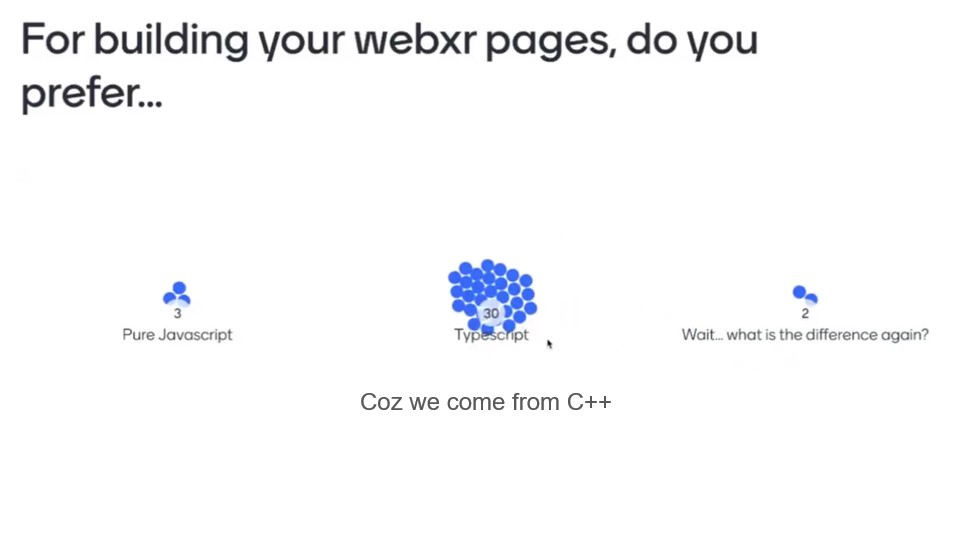 For building your webxr pages, do you
prefer...
3
30
2
Pure Javascript
Typescript
Wait... what is the difference again?
Coz we come from C++